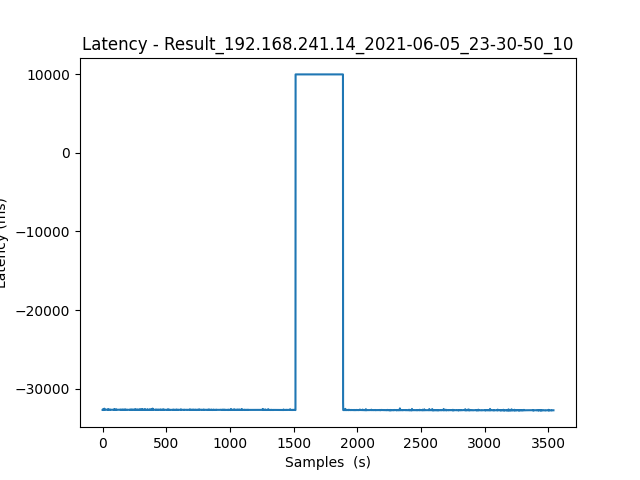 Latency - Result_192.168.241.14_2021-06-05_23-30-50_10
10000
0
−10000
−20000
−30000
Latency (ms)
0 500 1000 1500 2000 2500 3000 3500
Samples  (s)